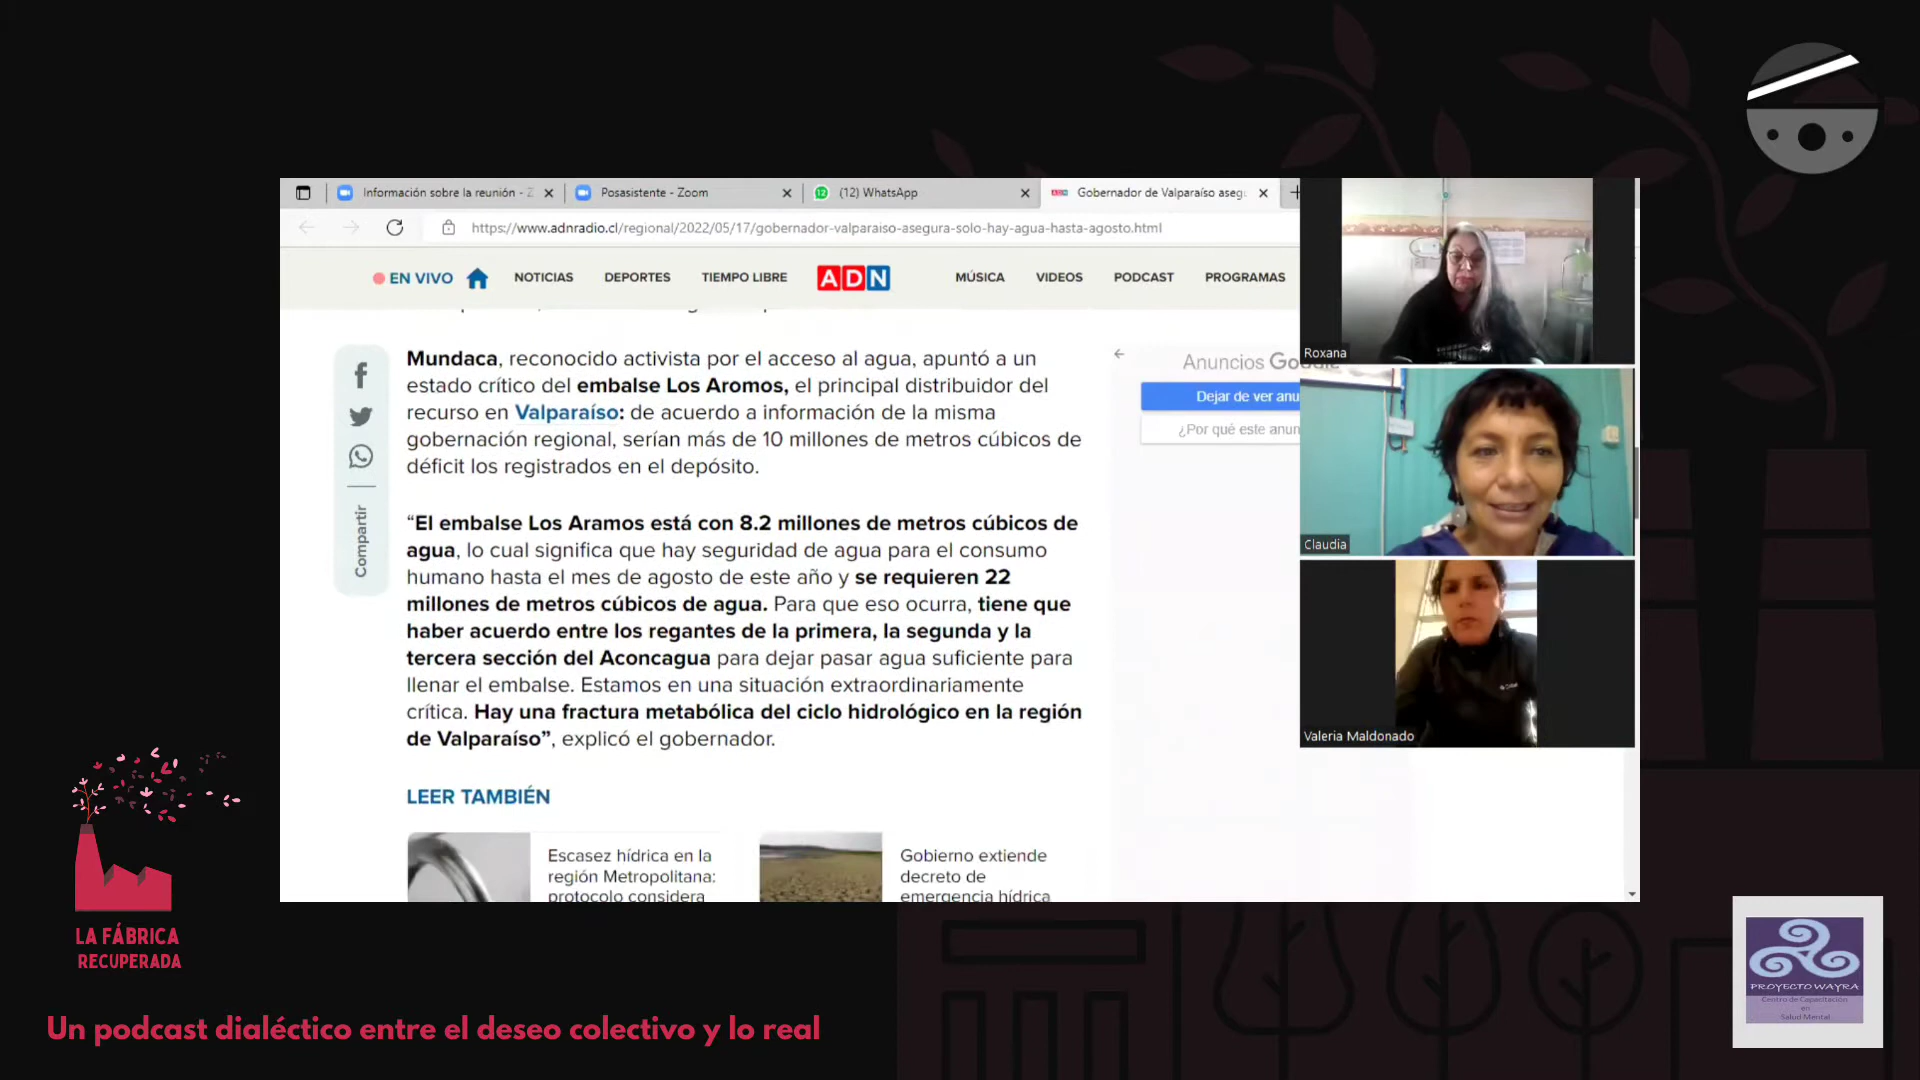 Información sobre la reunión - Z
Posasistente - Zoom
(12) WhatsApp
Gobernador de Valparaíso asegu
https://www.adnradio.cl/regional/2022/05/17/gobernador-valparaiso-asegura-solo-hay-agua-hasta-agosto.html
EN VIVO NOTICIAS DEPORTES TIEMPO LIBRE ADN MÚSICA VIDEOS PODCAST PROGRAMAS
Compartir
Mundaca, reconocido activista por el acceso al agua, apuntó a un
estado crítico del embalse Los Aromos, el principal distribuidor del
recurso en Valparaíso: de acuerdo a información de la misma
gobernación regional, serían más de 10 millones de metros cúbicos de
déficit los registrados en el depósito.
“El embalse Los Aramos está con 8.2 millones de metros cúbicos de
agua, lo cual significa que hay seguridad de agua para el consumo
humano hasta el mes de agosto de este año y se requieren 22
millones de metros cúbicos de agua. Para que eso ocurra, tiene que
haber acuerdo entre los regantes de la primera, la segunda y la
tercera sección del Aconcagua para dejar pasar agua suficiente para
llenar el embalse. Estamos en una situación extraordinariamente
crítica. Hay una fractura metabólica del ciclo hidrológico en la región
de Valparaíso”, explicó el gobernador.
LEER TAMBIÉN
Escasez hídrica en la
región Metropolitana:
protocolo considera
Gobierno extiende
decreto de
emergencia hídrica
Anuncios Google
Dejar de ver anu
¿Por qué este anun
Roxana
Claudia
Valeria Maldonado
LA FÁBRICA
RECUPERADA
Un podcast dialéctico entre el deseo colectivo y lo real
PROYECTO WAYRA
Centro de Capacitación
en
Salud Mental